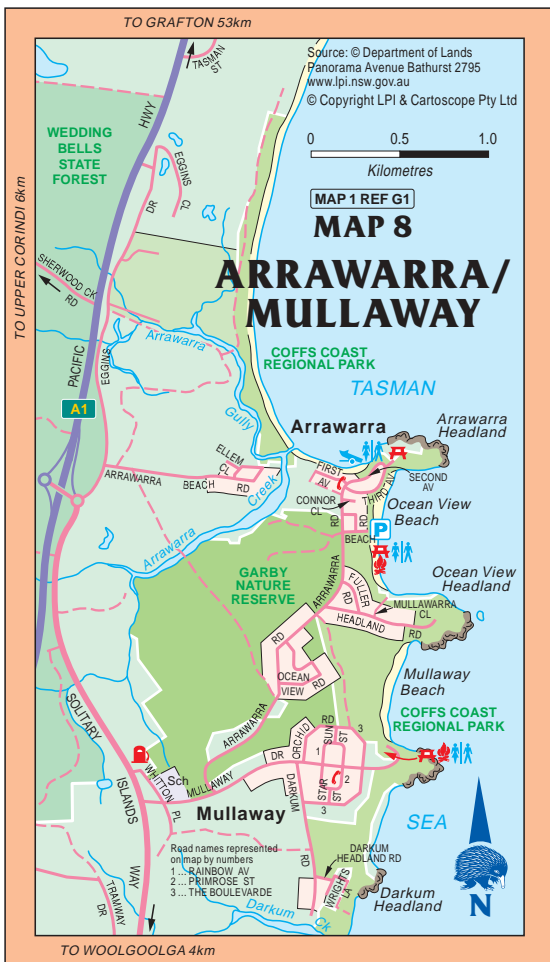 TO GRAFTON 53km
TASMAN
ST
Source: © Department of Lands
Panorama Avenue Bathurst 2795
www.lpi.nsw.gov.au
© Copyright LPI & Cartoscope Pty Ltd
0 0.5 1.0
Kilometres
MAP 1 REF G1
MAP 8
ARRAWARRA/
MULLAWAY
WEDDING
BELLS
STATE
FOREST
HWY
EGGINS
CL
DR
TO UPPER CORINDI 6km
SHERWOOD CK
RD
Arrawarra
PACIFIC
EGGINS
Gully
COFFS COAST
REGIONAL PARK
TASMAN
A1
Arrawarra
Arrawarra
Headland
ELLEM
CL
ARRAWARRA
BEACH
RD
Creek
FIRST
AV
SECOND
AV
THIRD AV
CONNOR
CL
RD
RD
BEACH
Ocean View
Beach
P
Arrawarra
GARBY
NATURE
RESERVE
ARRAWARRA
FULLER
RD
MULLAWARRA
CL
HEADLAND
RD
Ocean View
Headland
RD
OCEAN
VIEW
RD
Mullaway
Beach
ARRAWARRA
COFFS COAST
REGIONAL PARK
SOLITARY
ISLANDS
WAY
Sch
WHITTON
PL
MULLAWAY
DR
ORCHID
RD
SUN
ST
3
1
2
STAR
ST
3
DARKUM
RD
Mullaway
SEA
Road names represented
on map by numbers
1 ... RAINBOW AV
2 ... PRIMROSE ST
3 ... THE BOULEVARDE
DARKUM
HEADLAND RD
WRIGHTS
LA
Darkum
Headland
TRAMWAY
DR
Darkum Ck
N
TO WOOLGOOLGA 4km